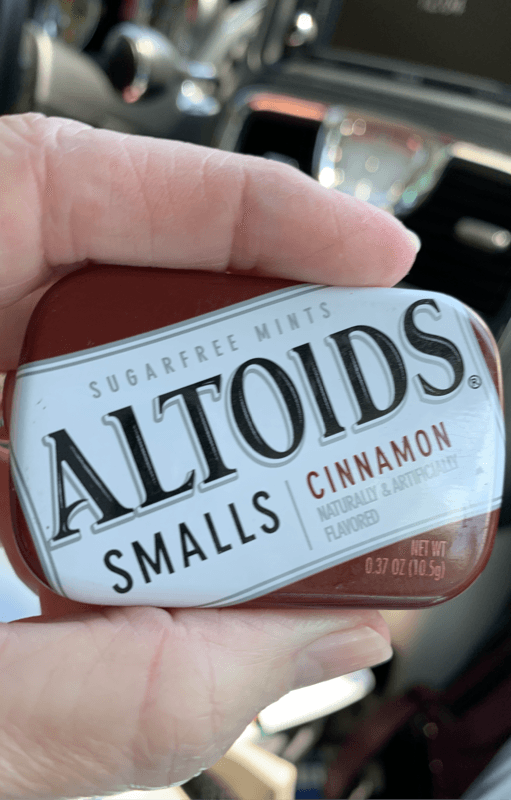 SUGARFREE MINTS
ALTOIDS®
SMALLS
CINNAMON
NATURALLY & ARTIFICIALLY
FLAVORED
NET WT
0.37 OZ (10.5g)